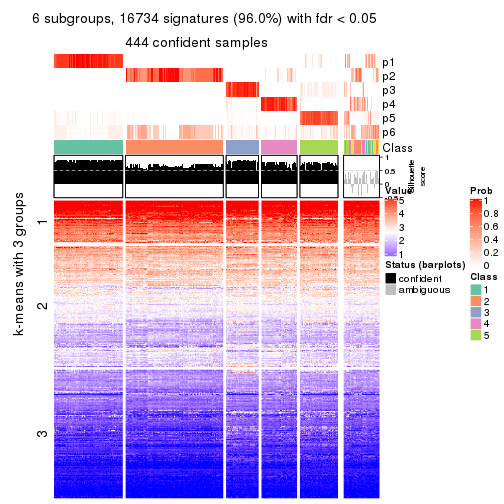 6 subgroups, 16734 signatures (96.0%) with fdr < 0.05
444 confident samples
p1
p2
p3
p4
p5
p6
Class
1
0.5
0
-0.5
Silhouette
score
k-means with 3 groups
1
2
3
Value
5
4
3
2
1
Status (barplots)
confident
ambiguous
Prob
1
0.8
0.6
0.4
0.2
0
Class
1
2
3
4
5